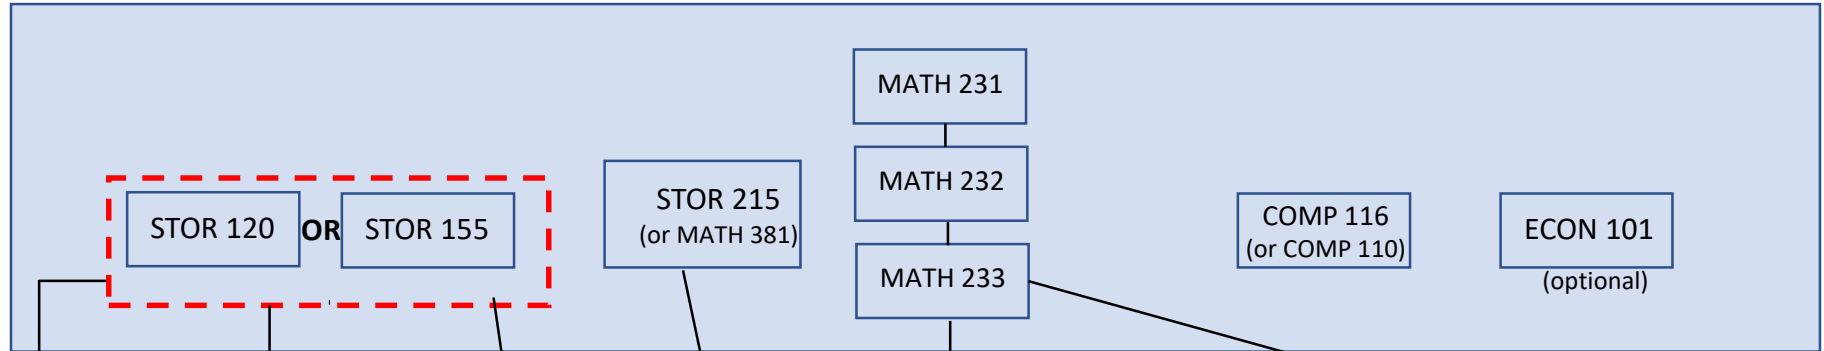 MATH 231
MATH 232
MATH 233
STOR 120 OR STOR 155
STOR 215
(or MATH 381)
COMP 116
(or COMP 110)
ECON 101
(optional)